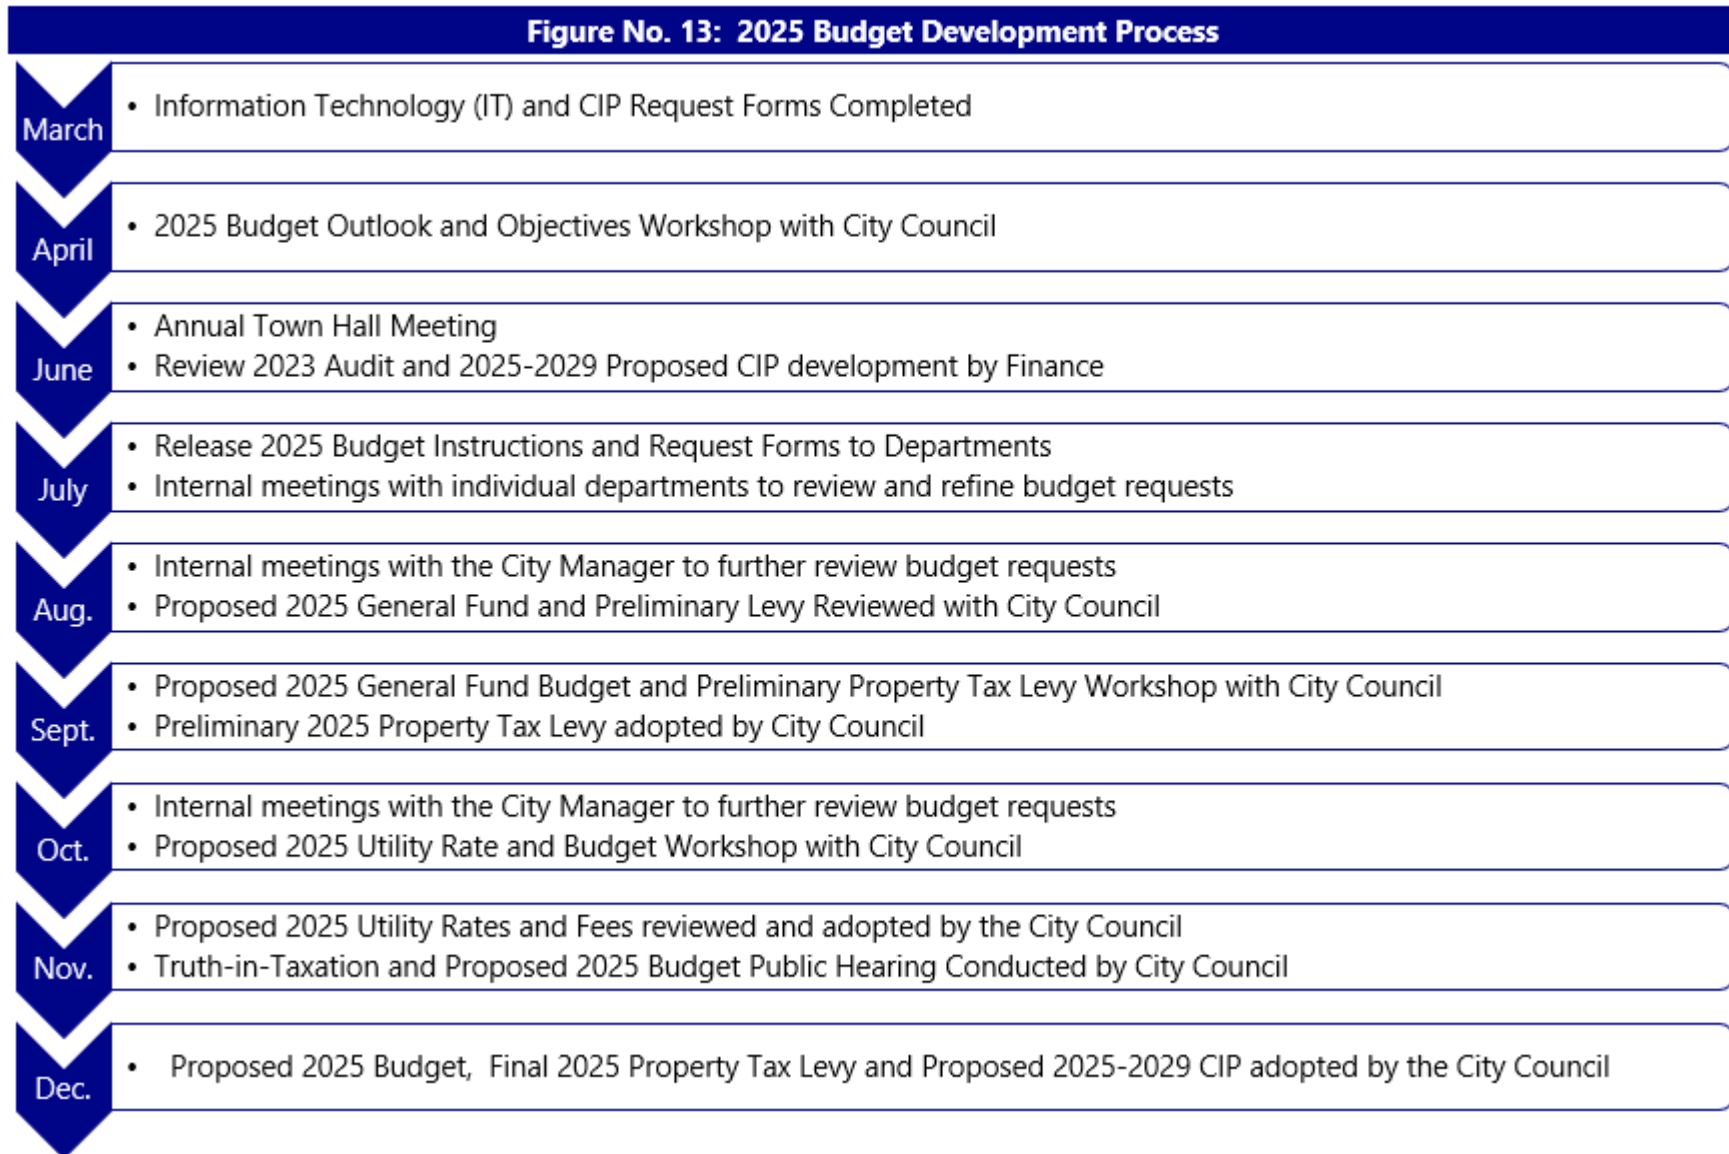 Figure No. 13:  2025 Budget Development Process
March
• Information Technology (IT) and CIP Request Forms Completed
April
• 2025 Budget Outlook and Objectives Workshop with City Council
June
• Annual Town Hall Meeting
• Review 2023 Audit and 2025-2029 Proposed CIP development by Finance
July
• Release 2025 Budget Instructions and Request Forms to Departments
• Internal meetings with individual departments to review and refine budget requests
Aug.
• Internal meetings with the City Manager to further review budget requests
• Proposed 2025 General Fund and Preliminary Levy Reviewed with City Council
Sept.
• Proposed 2025 General Fund Budget and Preliminary Property Tax Levy Workshop with City Council
• Preliminary 2025 Property Tax Levy adopted by City Council
Oct.
• Internal meetings with the City Manager to further review budget requests
• Proposed 2025 Utility Rate and Budget Workshop with City Council
Nov.
• Proposed 2025 Utility Rates and Fees reviewed and adopted by the City Council
• Truth-in-Taxation and Proposed 2025 Budget Public Hearing Conducted by City Council
Dec.
• Proposed 2025 Budget,  Final 2025 Property Tax Levy and Proposed 2025-2029 CIP adopted by the City Council